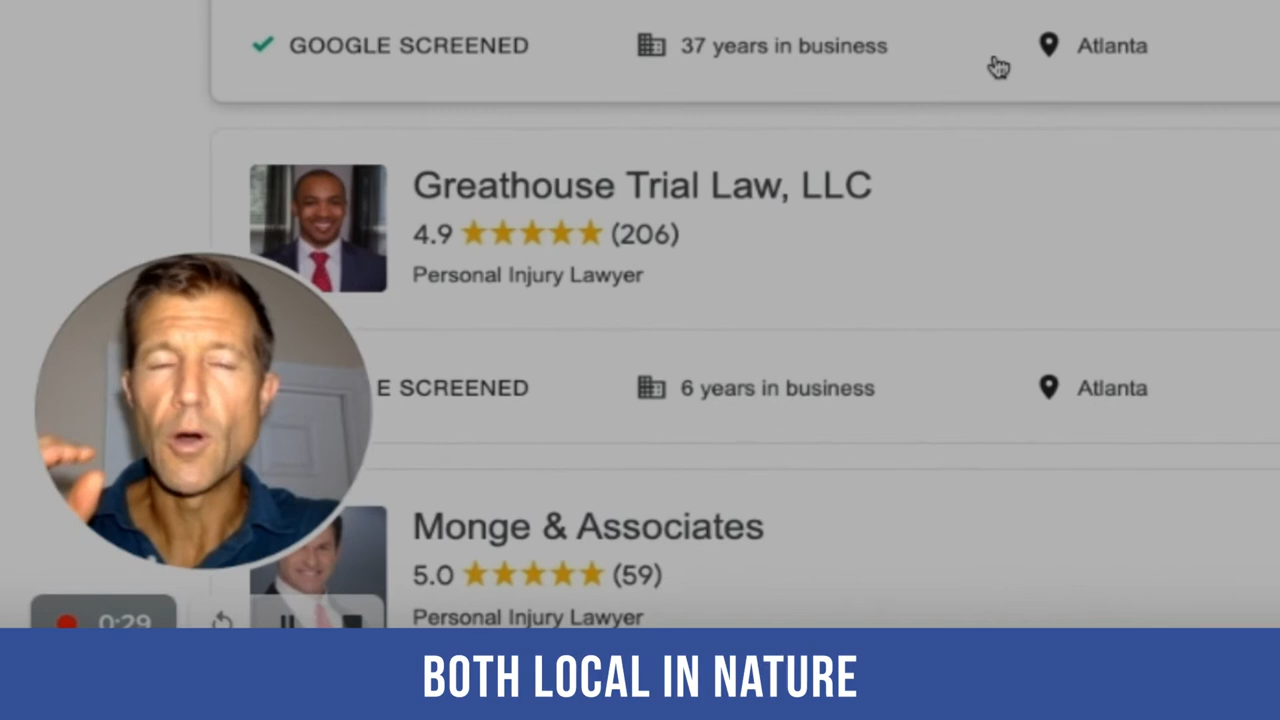 GOOGLE SCREENED
37 years in business
Atlanta
Greathouse Trial Law, LLC
4.9 ★★★★★ (206)
Personal Injury Lawyer
E SCREENED
6 years in business
Atlanta
Monge & Associates
5.0 ★★★★★ (59)
Personal Injury Lawyer
0:29
BOTH LOCAL IN NATURE